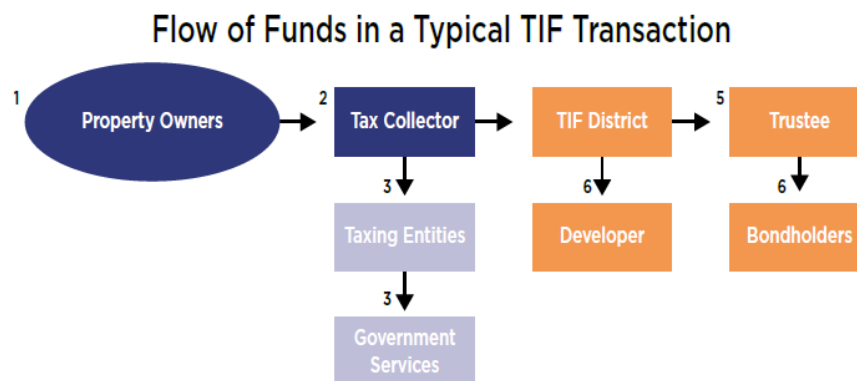 Flow of Funds in a Typical TIF Transaction
1
Property Owners
2
Tax Collector
TIF District
5
Trustee
3
6
6
Taxing Entities
Developer
Bondholders
3
Government
Services